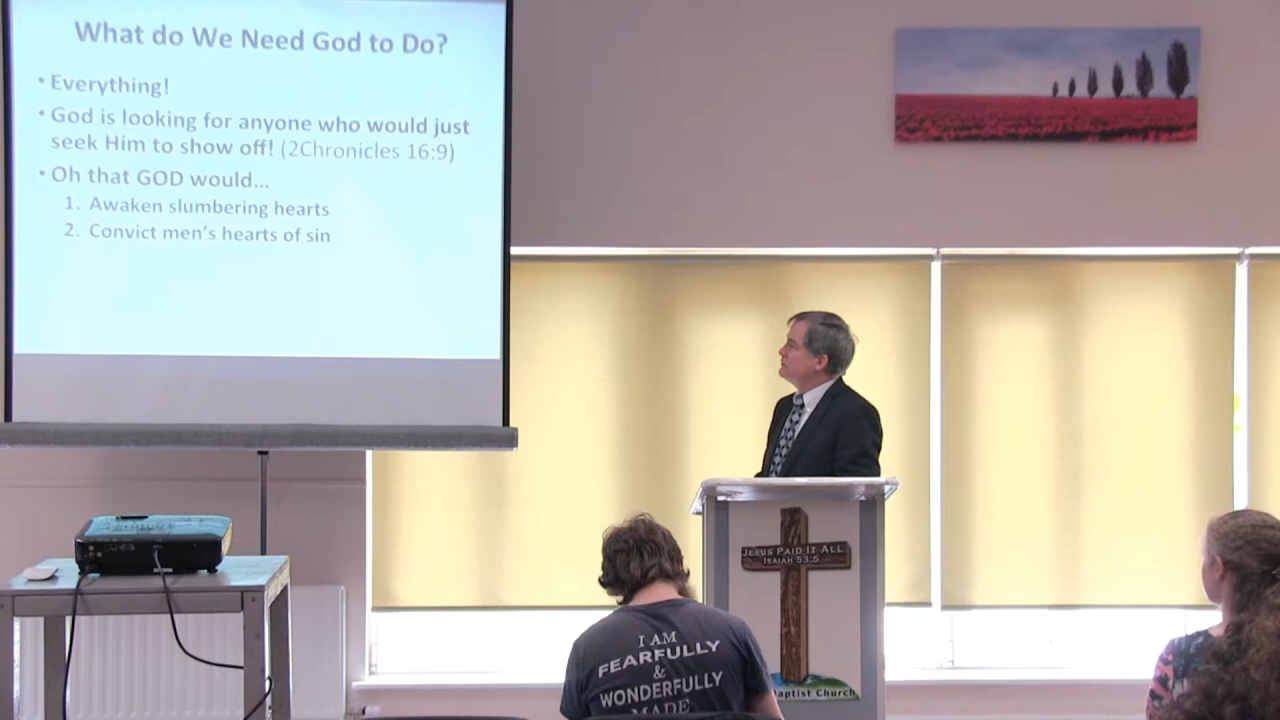 What do We Need God to Do?
• Everything!
• God is looking for anyone who would just
seek Him to show off! (2Chronicles 16:9)
• Oh that GOD would...
1. Awaken slumbering hearts
2. Convict men's hearts of sin
JESUS PAID IT ALL
ISAIAH 53:5
Baptist Church
I AM
FEARFULLY
&
WONDERFULLY
MADE